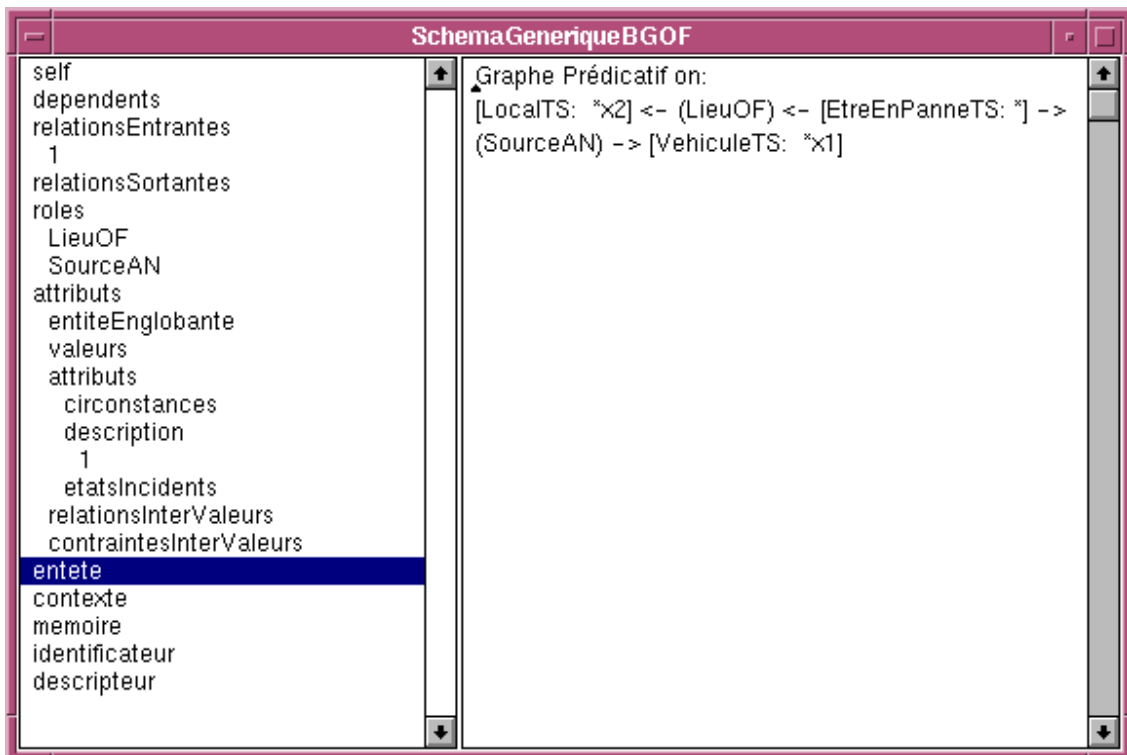 SchemaGeneriqueBGOF
self
dependents
relationsEntrantes
1
relationsSortantes
roles
LieuOF
SourceAN
attributs
entiteEnglobante
valeurs
attributs
circonstances
description
1
etatsIncidents
relationsInterValeurs
contraintesInterValeurs
entete
contexte
memoire
identificateur
descripteur
Graphe Prédicatif on:
[LocalTS: *x2] <- (LieuOF) <- [EtreEnPanneTS: *] ->
(SourceAN) -> [VehiculeTS: *x1]